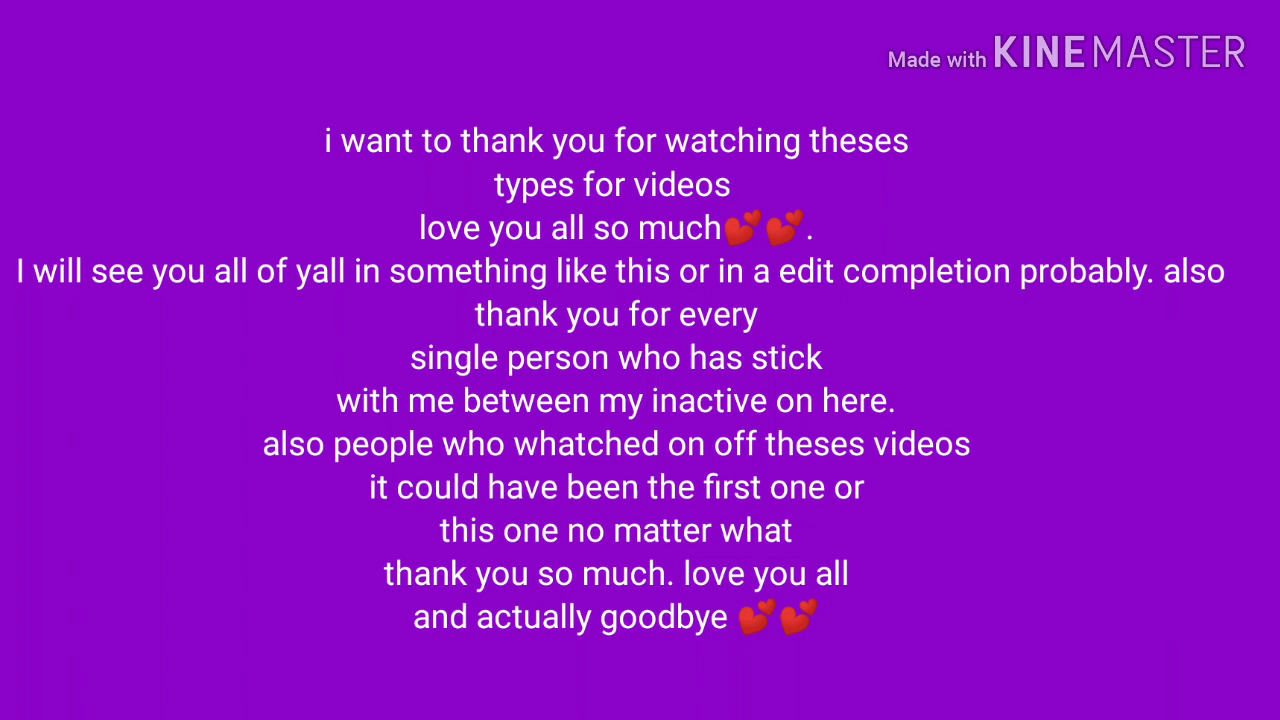 Made with KINEMASTER
i want to thank you for watching theses
types for videos
love you all so much💕💕.
I will see you all of yall in something like this or in a edit completion probably. also
thank you for every
single person who has stick
with me between my inactive on here.
also people who whatched on off theses videos
it could have been the first one or
this one no matter what
thank you so much. love you all
and actually goodbye 💕💕